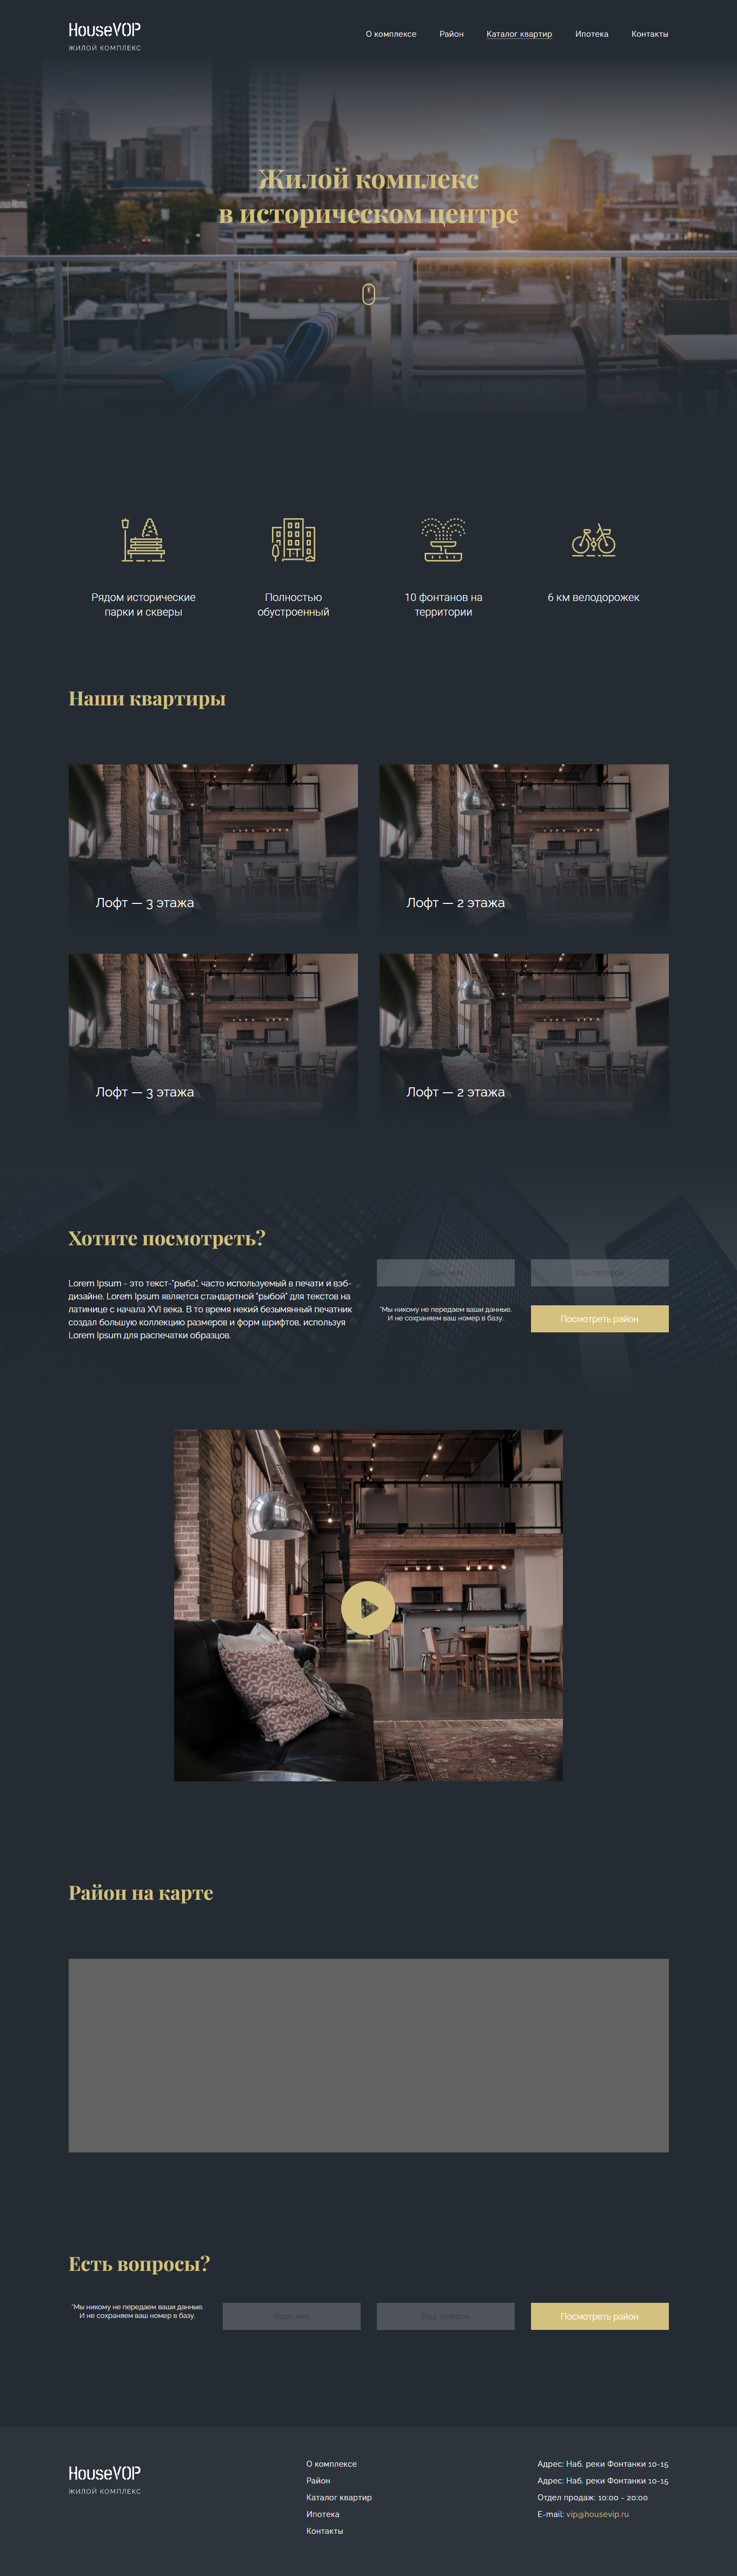 HouseVOP
ЖИЛОЙ КОМПЛЕКС
О комплексе Район Каталог квартир Ипотека Контакты
Жилой комплекс
в историческом центре
Рядом исторические
парки и скверы
Полностью
обустроенный
10 фонтанов на
территории
6 км велодорожек
Наши квартиры
Лофт — 3 этажа
Лофт — 2 этажа
Лофт — 3 этажа
Лофт — 2 этажа
Хотите посмотреть?
Lorem Ipsum - это текст-"рыба", часто используемый в печати и вэб-
дизайне. Lorem Ipsum является стандартной "рыбой" для текстов на
латинице с начала XVI века. В то время некий безымянный печатник
создал большую коллекцию размеров и форм шрифтов, используя
Lorem Ipsum для распечатки образцов.
Ваше имя
Ваш телефон
*Мы никому не передаем ваши данные.
И не сохраняем ваш номер в базу.
Посмотреть район
Район на карте
Есть вопросы?
*Мы никому не передаем ваши данные.
И не сохраняем ваш номер в базу.
Ваше имя
Ваш телефон
Посмотреть район
HouseVOP
ЖИЛОЙ КОМПЛЕКС
О комплексе
Район
Каталог квартир
Ипотека
Контакты
Адрес: Наб. реки Фонтанки 10-15
Адрес: Наб. реки Фонтанки 10-15
Отдел продаж: 10:00 - 20:00
E-mail: vip@housevip.ru